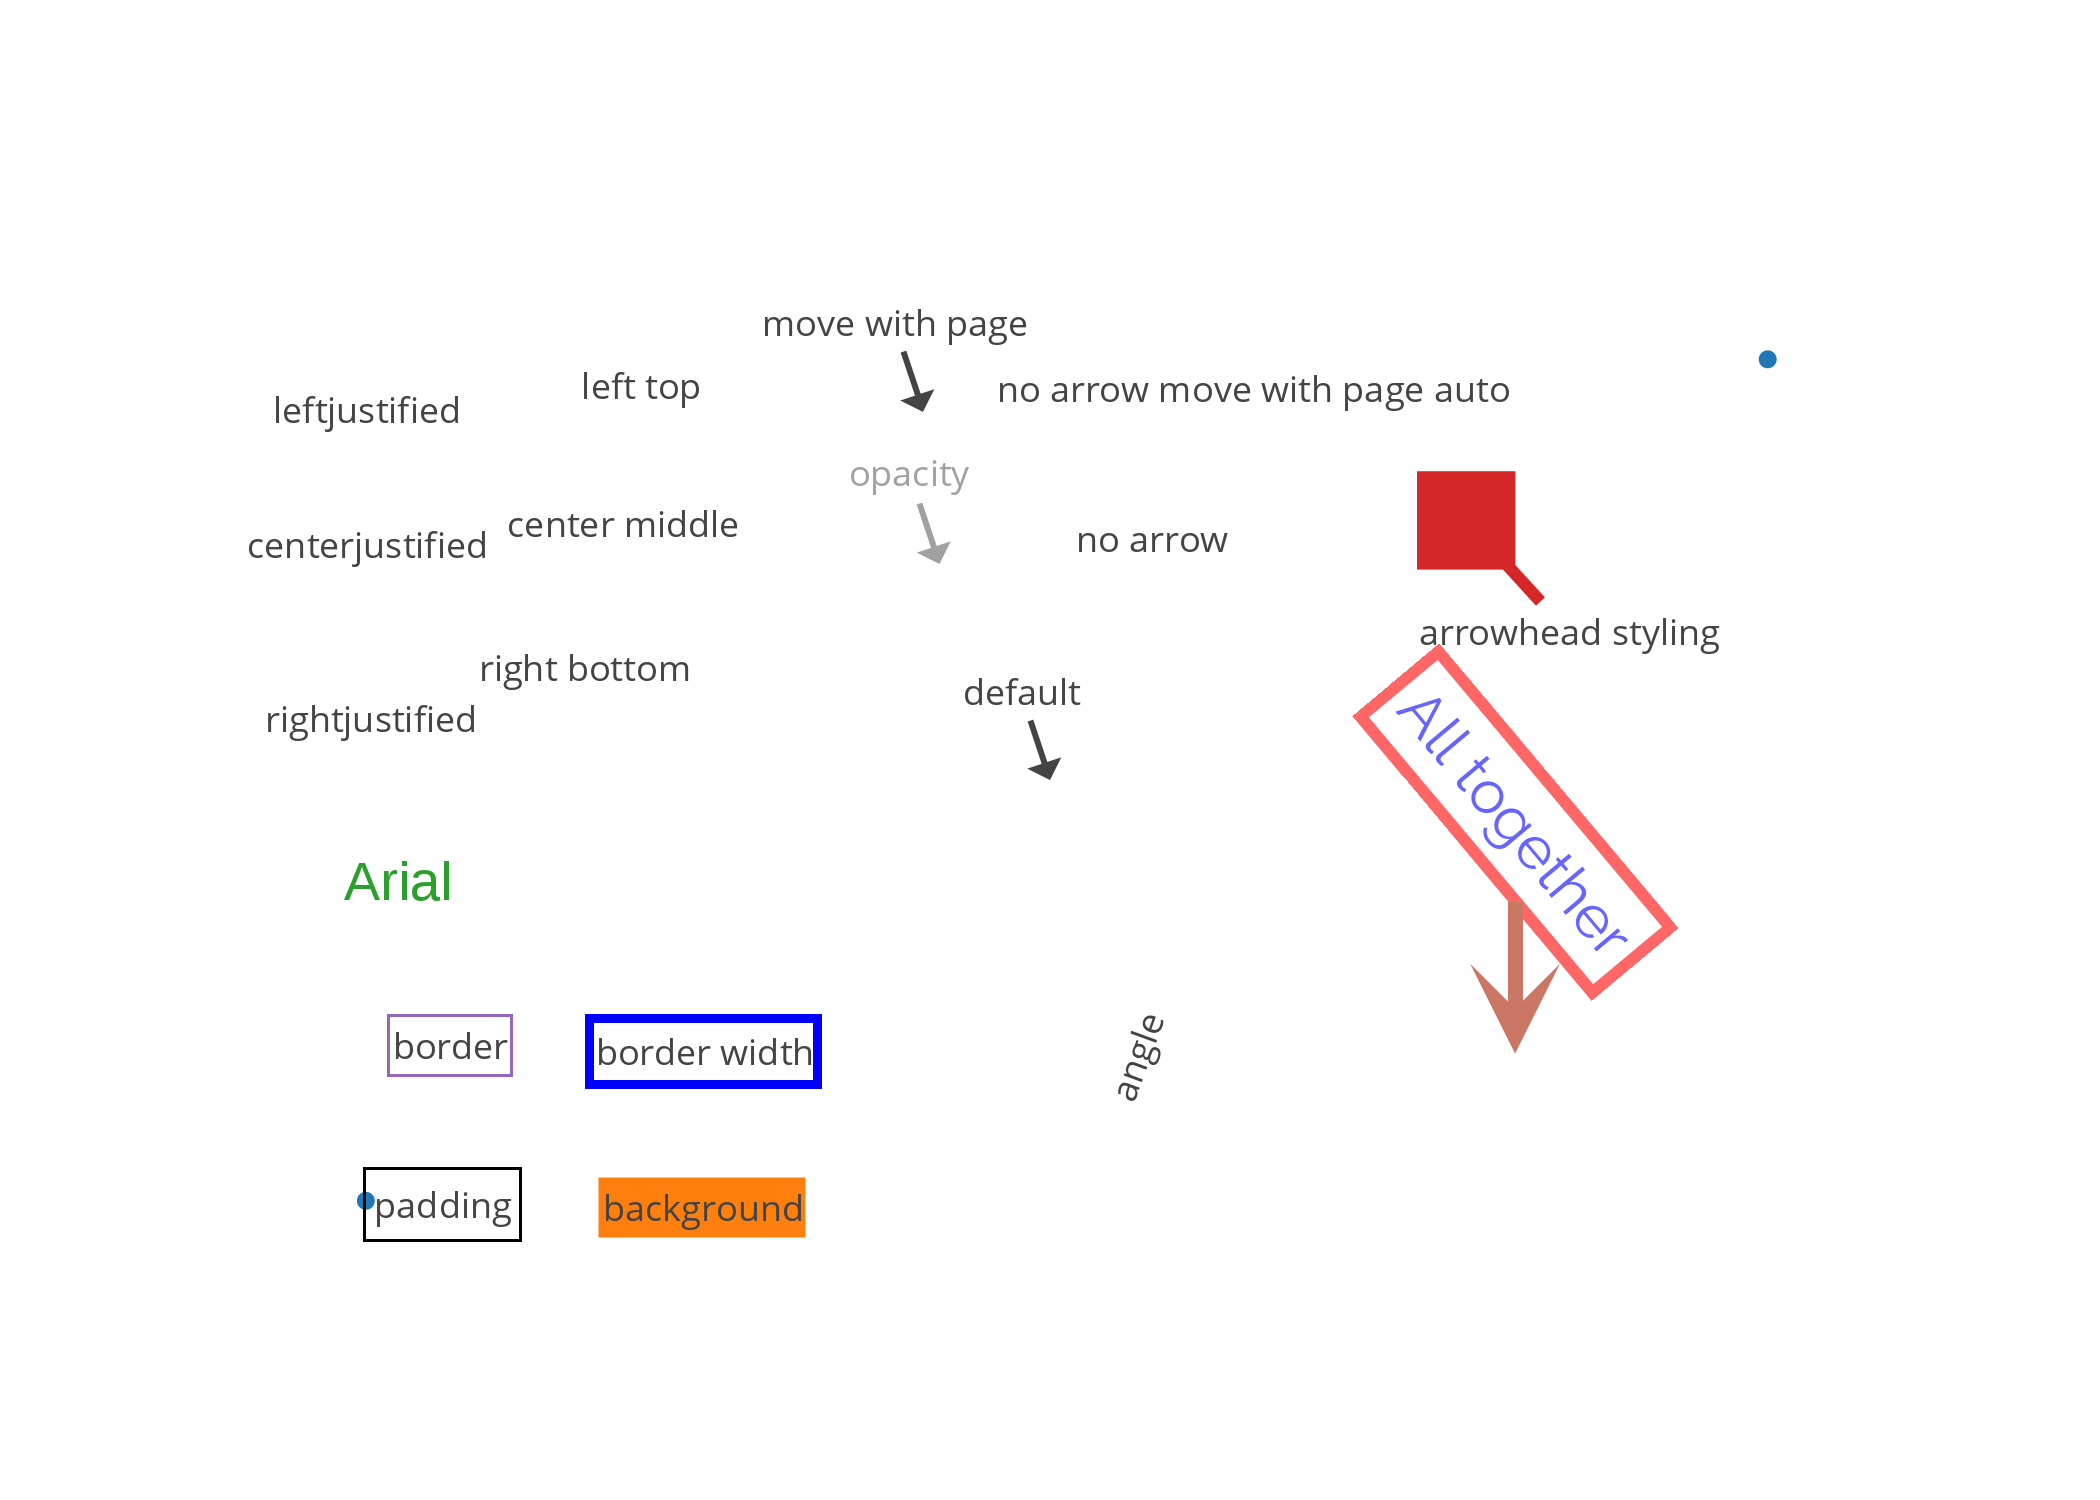 move with page
left top
no arrow move with page auto
leftjustified
opacity
center middle
no arrow
centerjustified
arrowhead styling
right bottom
default
rightjustified
All together
Arial
border
border width
angle
padding
background